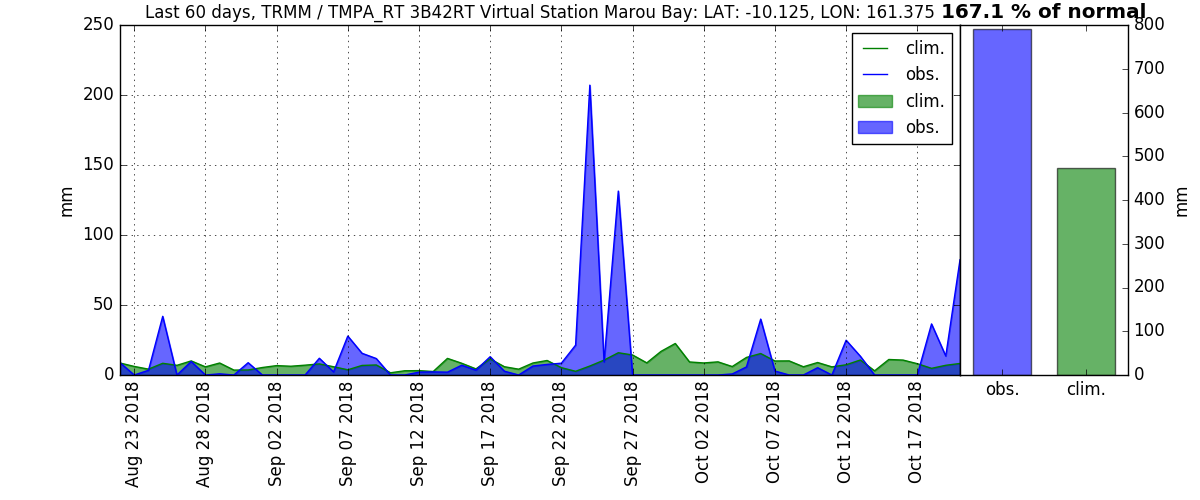 Last 60 days, TRMM / TMPA_RT 3B42RT Virtual Station Marou Bay: LAT: -10.125, LON: 161.375 167.1 % of normal
250
200
150
100
50
0
mm
clim.
obs.
clim.
obs.
800
700
600
500
400
300
200
100
0
mm
Aug 23 2018
Aug 28 2018
Sep 02 2018
Sep 07 2018
Sep 12 2018
Sep 17 2018
Sep 22 2018
Sep 27 2018
Oct 02 2018
Oct 07 2018
Oct 12 2018
Oct 17 2018
obs.
clim.